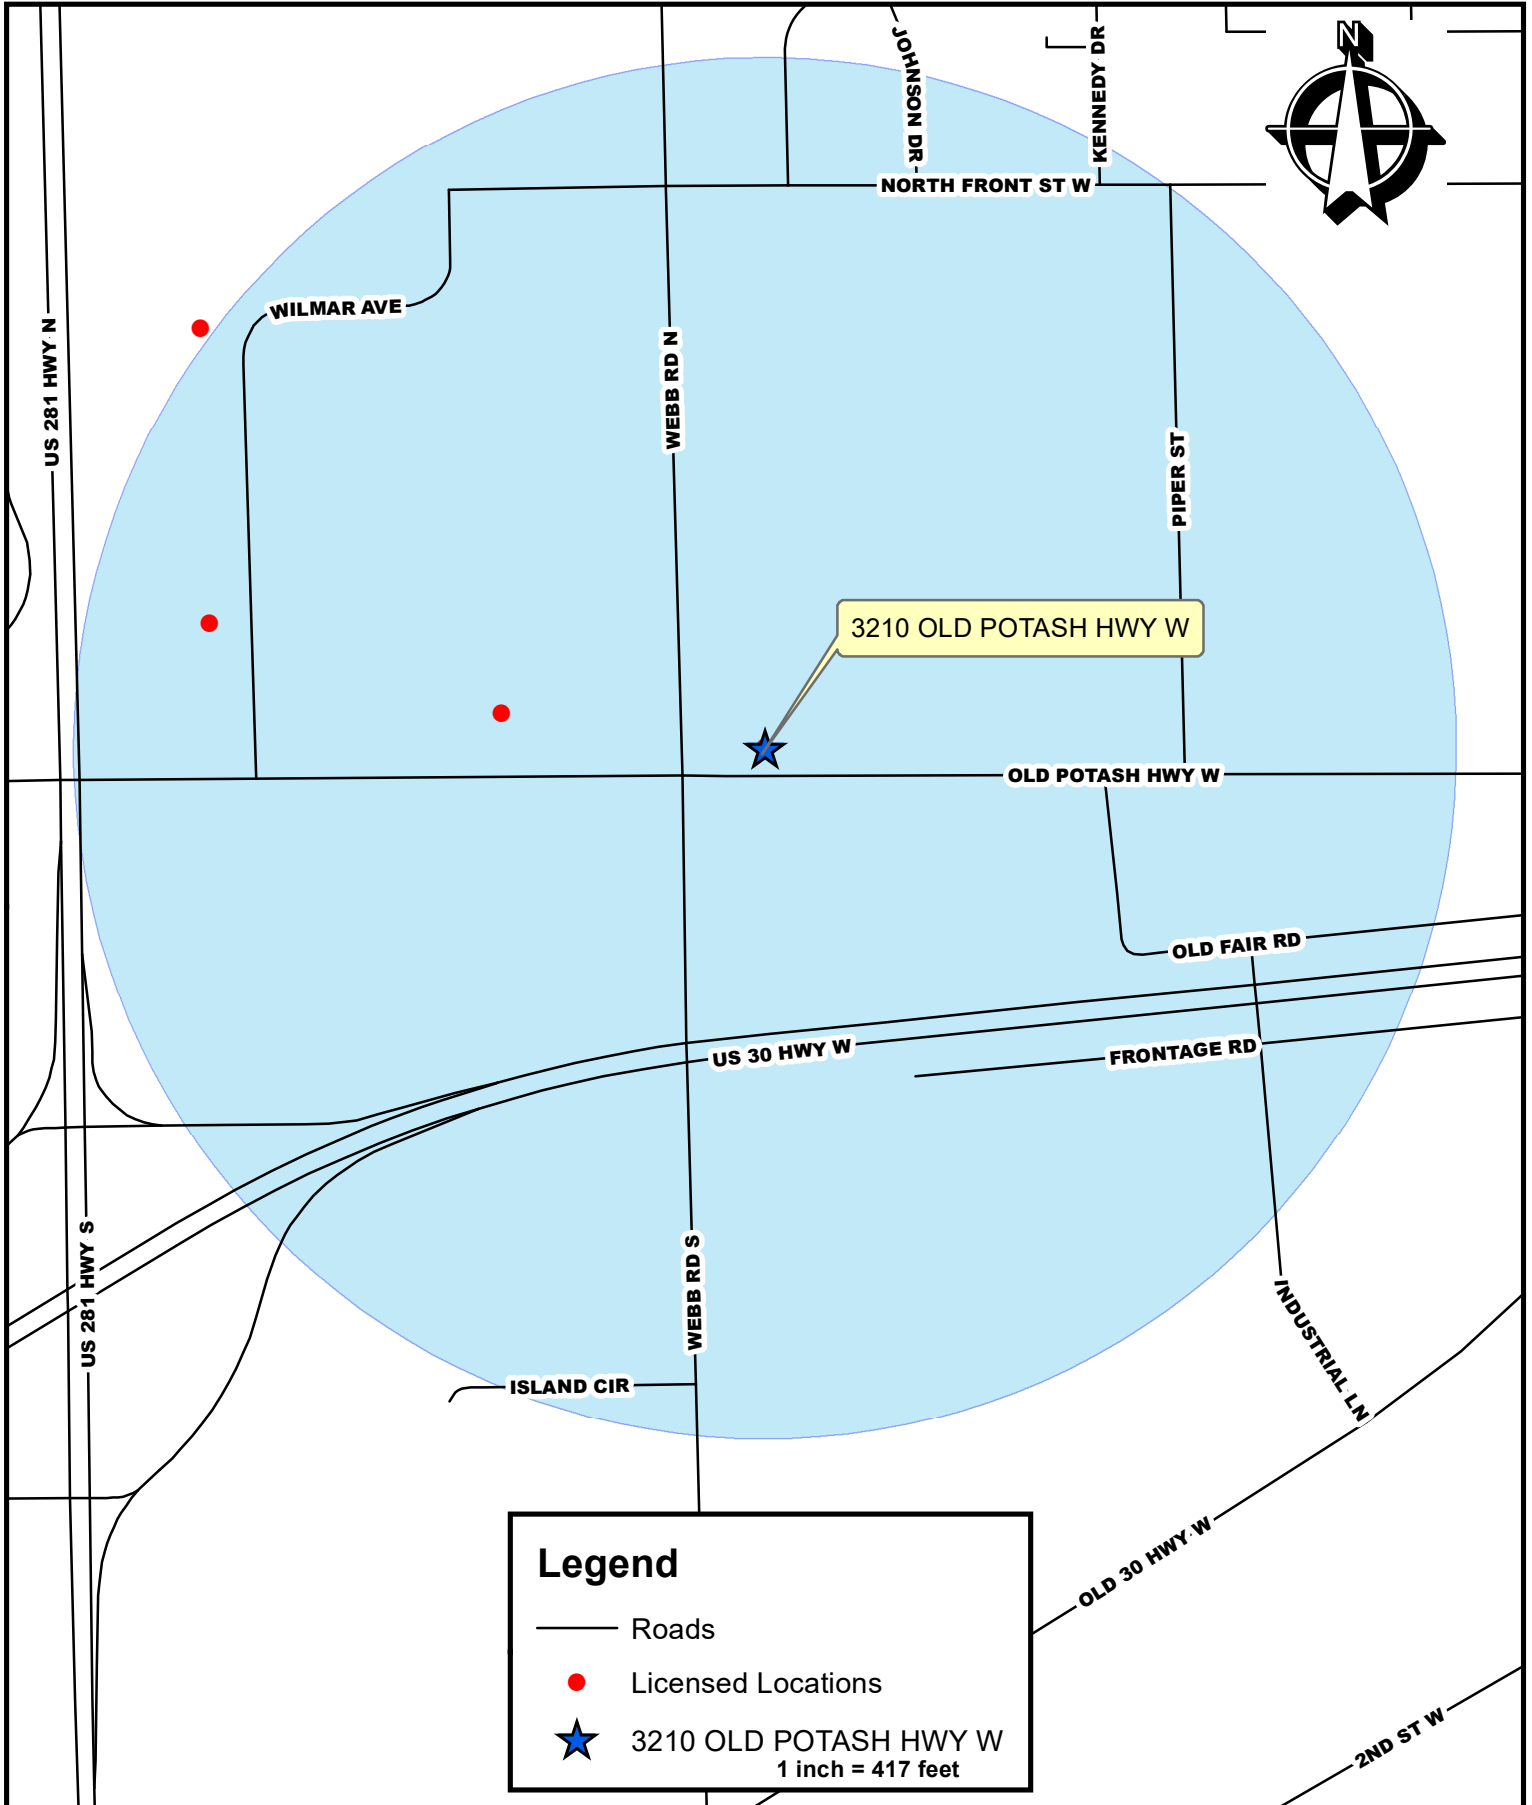 N
JOHNSON DR
KENNEDY DR
NORTH FRONT ST W
WILMAR AVE
US 281 HWY N
WEBB RD N
PIPER ST
3210 OLD POTASH HWY W
OLD POTASH HWY W
OLD FAIR RD
US 30 HWY W
FRONTAGE RD
US 281 HWY S
WEBB RD S
INDUSTRIAL LN
ISLAND CIR
OLD 30 HWY W
2ND ST W
Legend
Roads
Licensed Locations
3210 OLD POTASH HWY W
1 inch = 417 feet